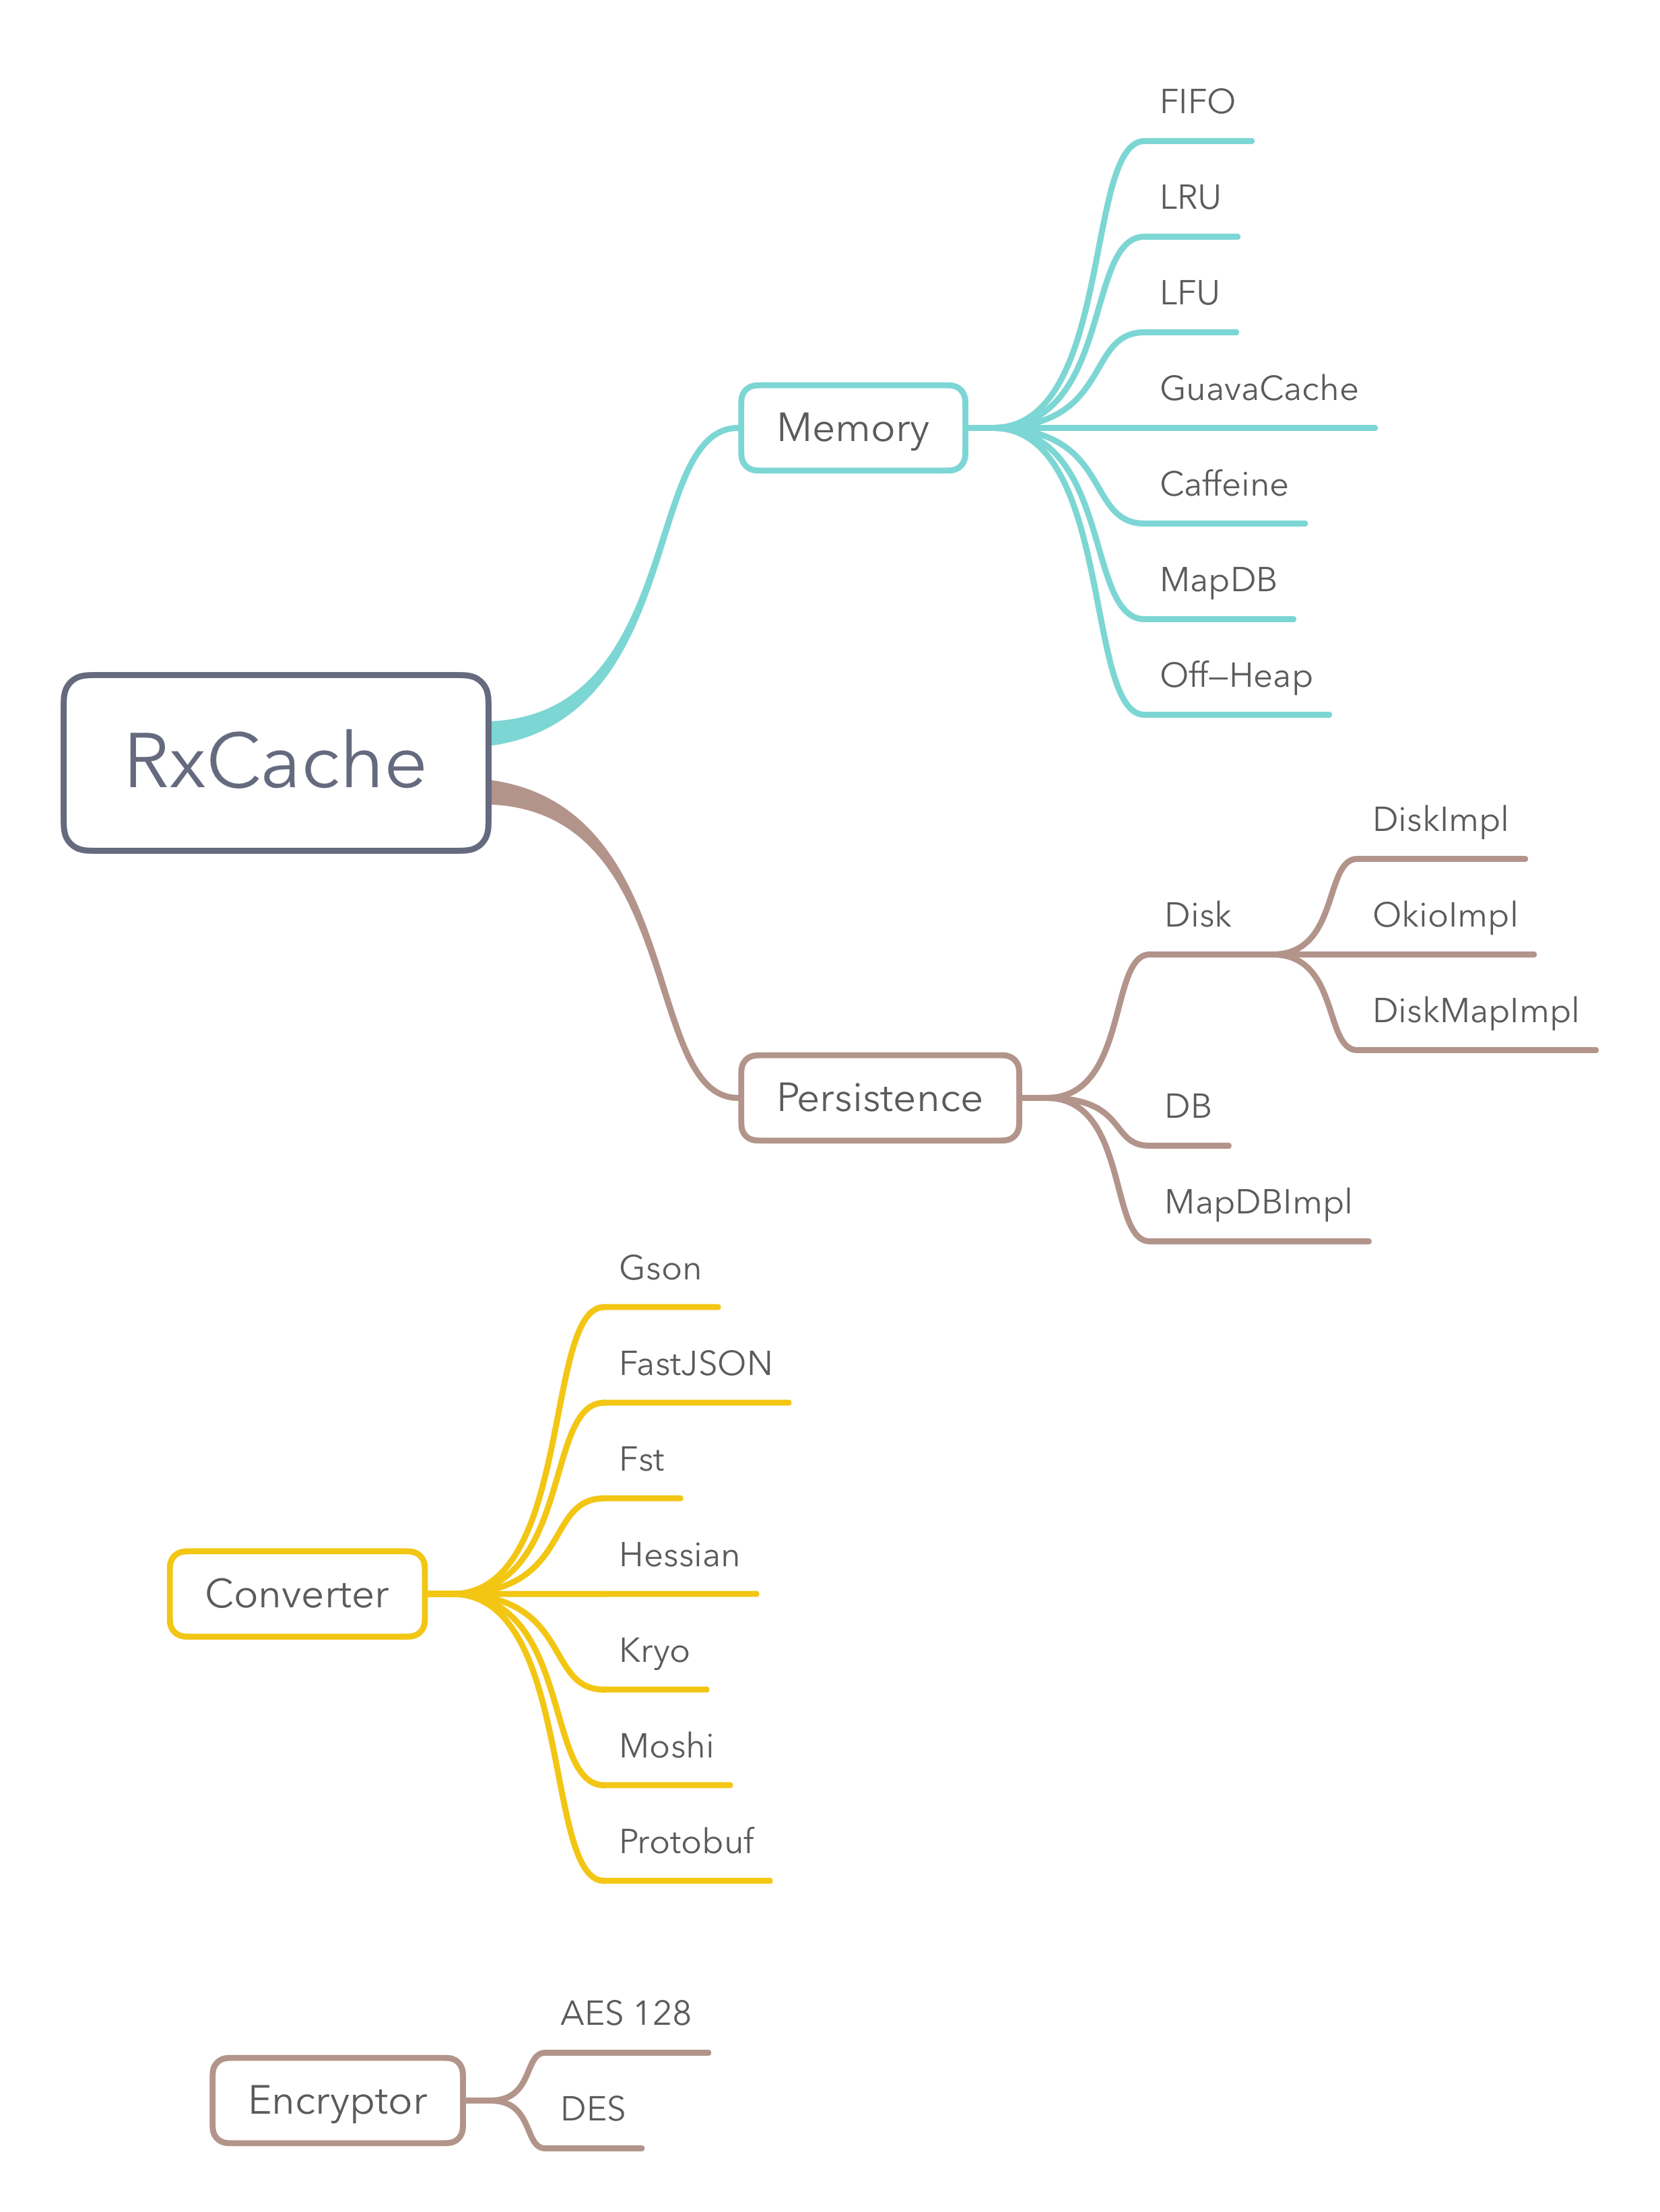 RxCache
Memory
FIFO
LRU
LFU
GuavaCache
Caffeine
MapDB
Off-Heap
Persistence
Disk
DiskImpl
OkioImpl
DiskMapImpl
DB
MapDBImpl
Converter
Gson
FastJSON
Fst
Hessian
Kryo
Moshi
Protobuf
Encryptor
AES 128
DES